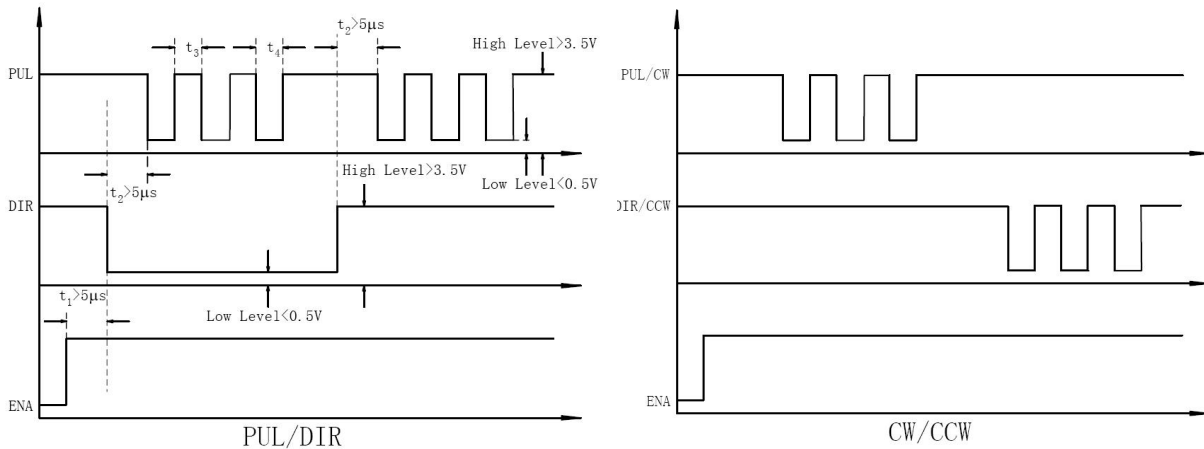 t2>5μs
High Level>3.5V
t3
t4
PUL
PUL/CW
High Level>3.5V
Low Level<0.5V
t2>5μs
DIR
DIR/CCW
t1>5μs
Low Level<0.5V
ENA
ENA
PUL/DIR
CW/CCW